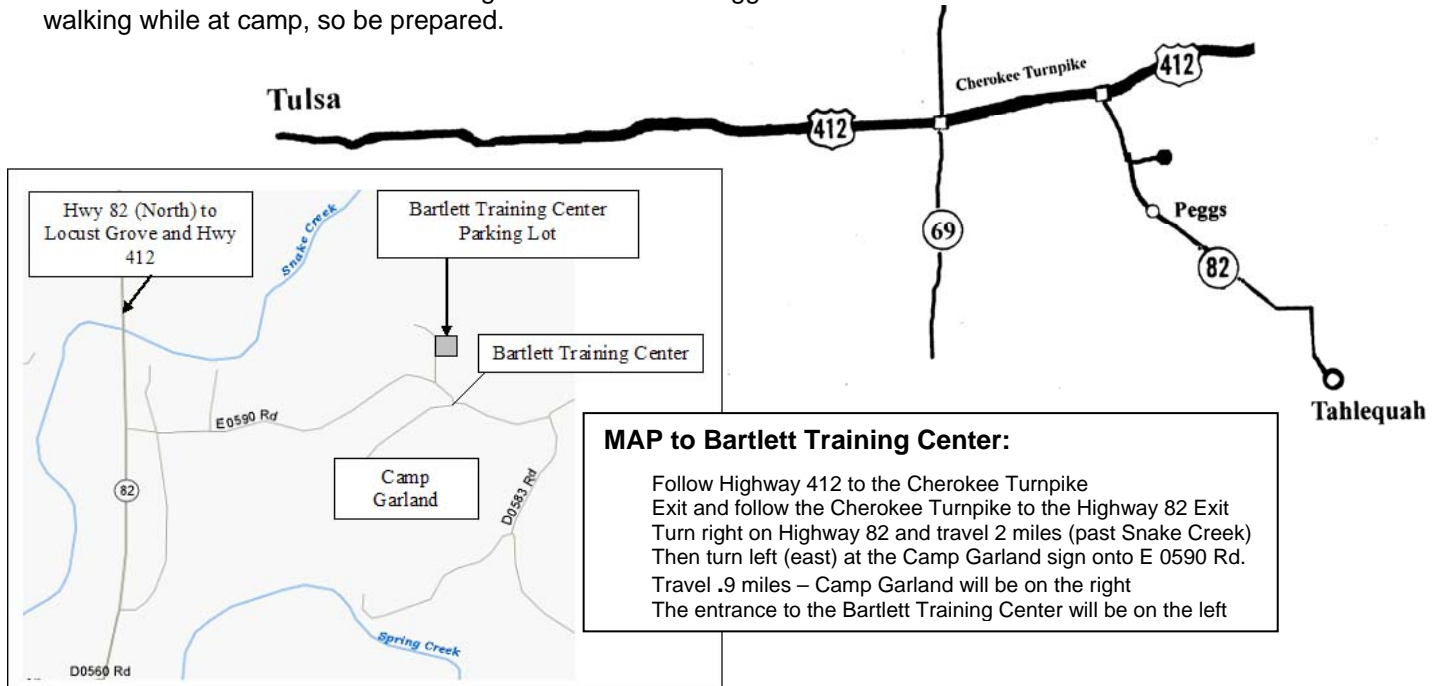 walking while at camp, so be prepared.
Cherokee Turnpike
412
Tulsa
412
69
Peggs
82
Tahlequah
Hwy 82 (North) to
Locust Grove and Hwy
412
Snake Creek
Bartlett Training Center
Parking Lot
Bartlett Training Center
E0590 Rd
Camp
Garland
82
D0583 Rd
Spring Creek
D0560 Rd
MAP to Bartlett Training Center:
Follow Highway 412 to the Cherokee Turnpike
Exit and follow the Cherokee Turnpike to the Highway 82 Exit
Turn right on Highway 82 and travel 2 miles (past Snake Creek)
Then turn left (east) at the Camp Garland sign onto E 0590 Rd.
Travel .9 miles – Camp Garland will be on the right
The entrance to the Bartlett Training Center will be on the left